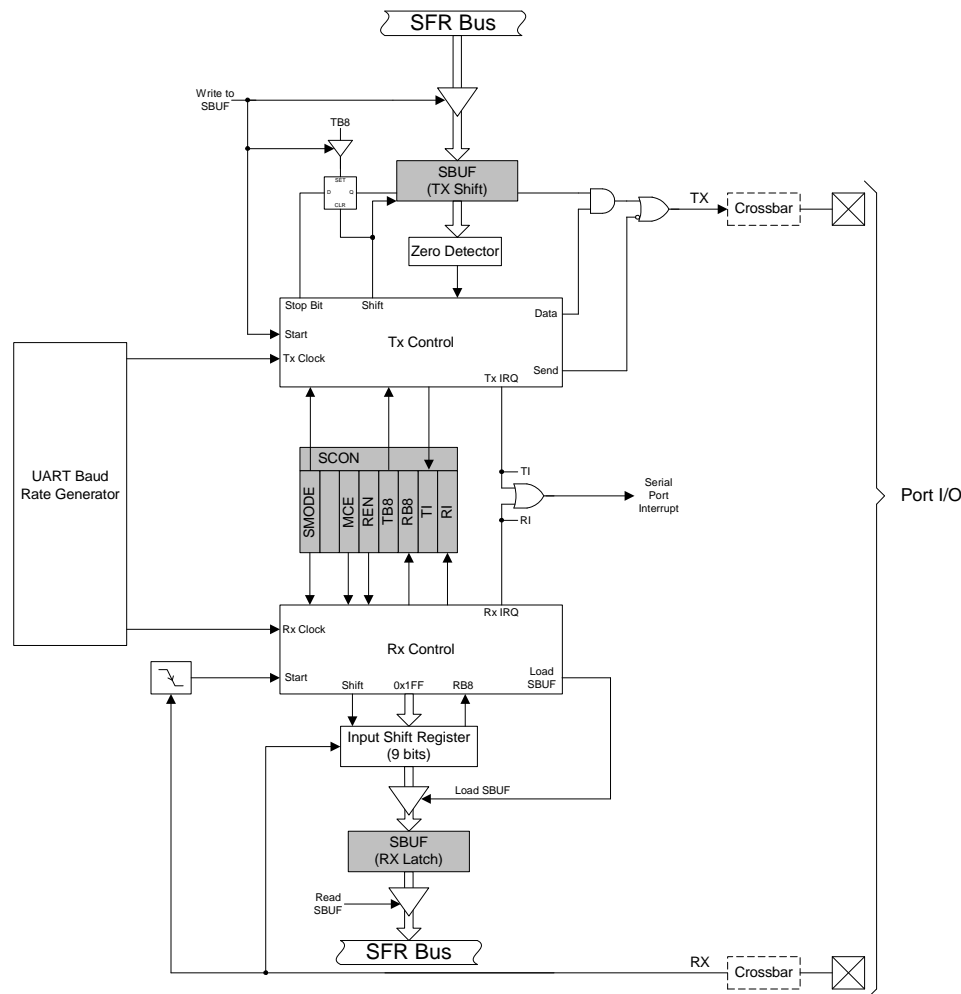 SFR Bus
Write to
SBUF
TB8
SET
D
Q
CLR
SBUF
(TX Shift)
TX
Crossbar
Zero Detector
Stop Bit
Shift
Data
Start
Tx Control
Tx Clock
Send
Tx IRQ
UART Baud
Rate Generator
SCON
SMODE
MCE
REN
TB8
RB8
TI
RI
TI
Serial
Port
Interrupt
RI
Port I/O
Rx IRQ
Rx Clock
Rx Control
Start
Load
SBUF
Shift
0x1FF
RB8
Input Shift Register
(9 bits)
Load SBUF
SBUF
(RX Latch)
Read
SBUF
SFR Bus
RX
Crossbar